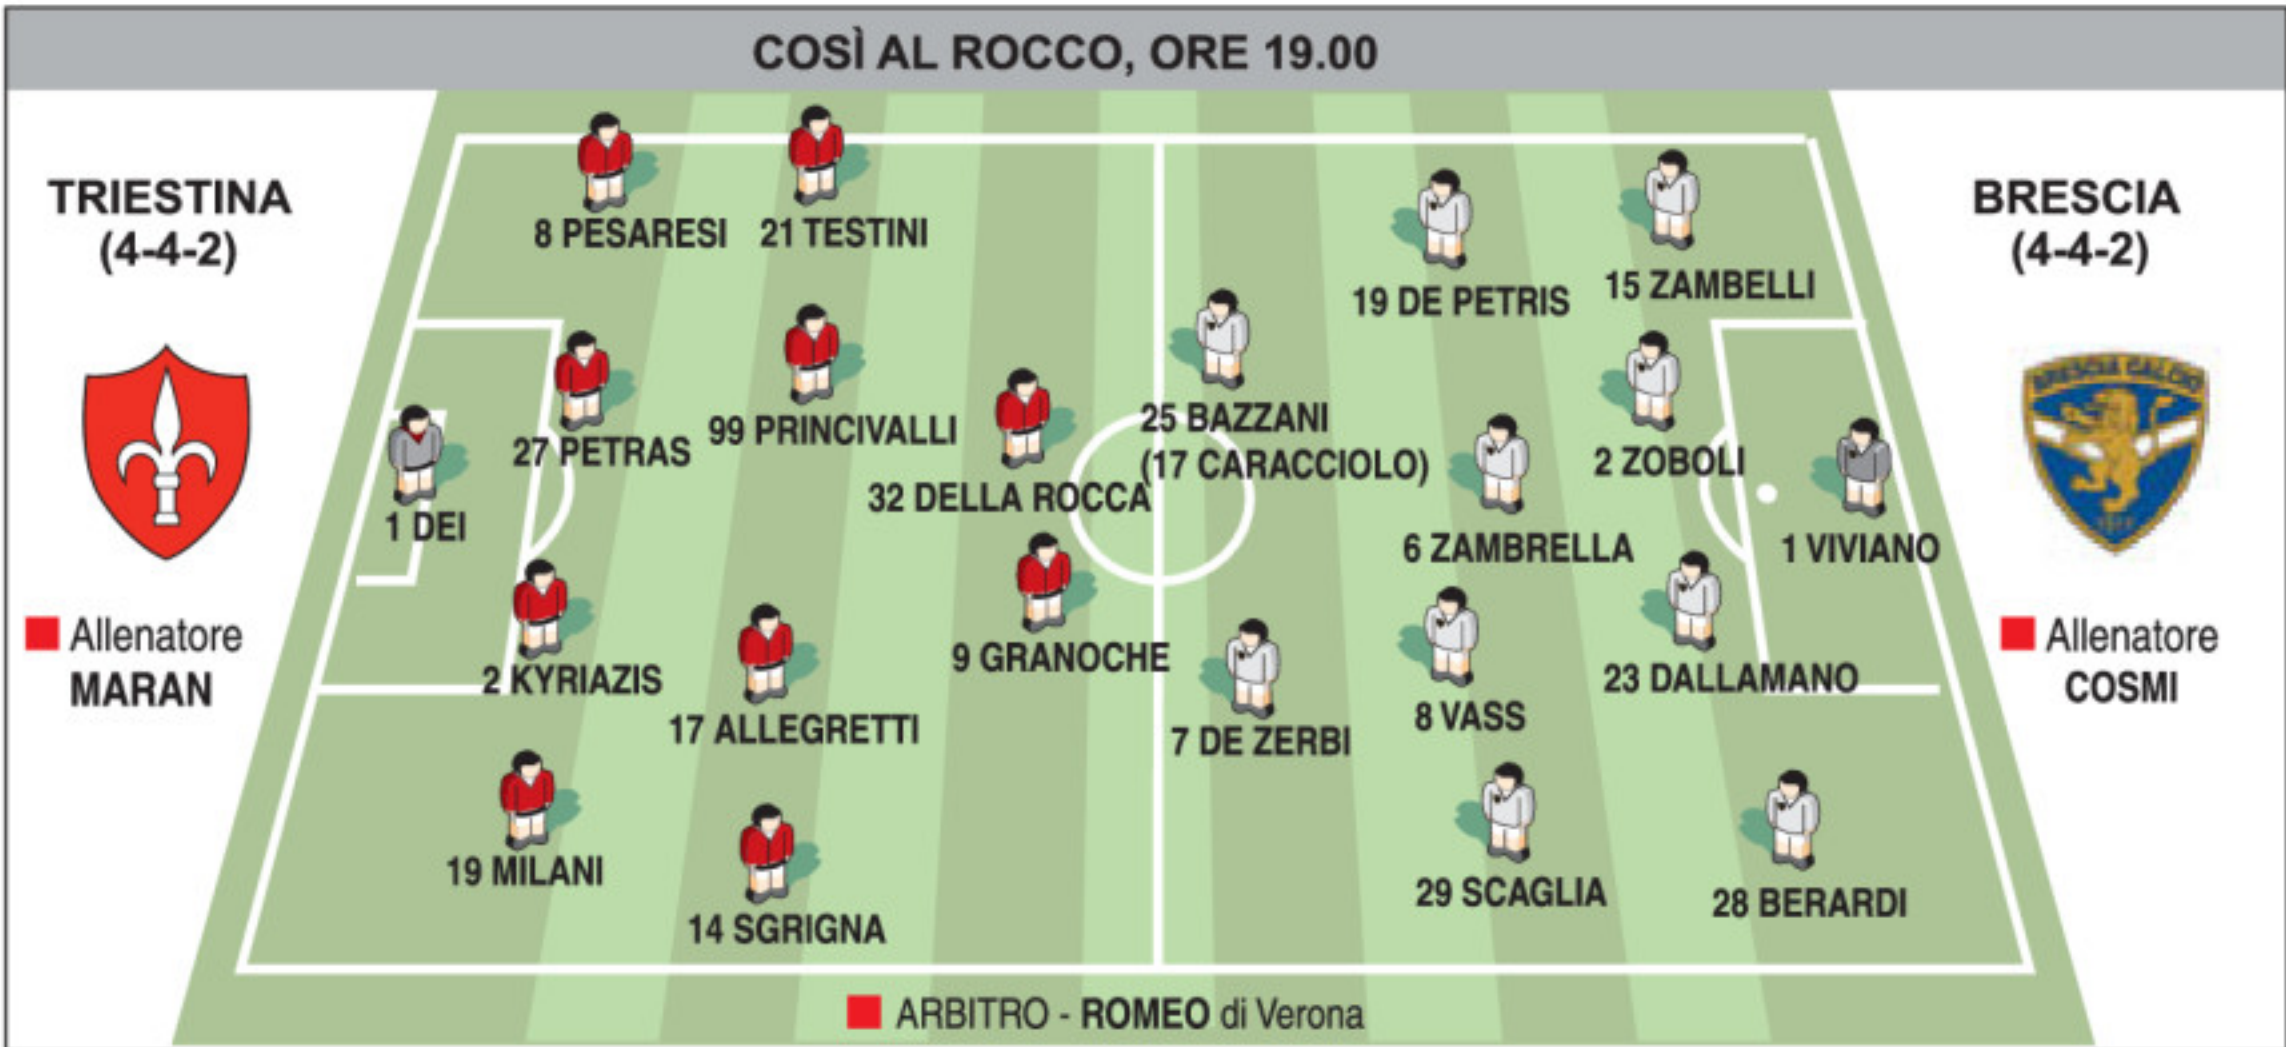 COSÌ AL ROCCO, ORE 19.00
TRIESTINA
(4-4-2)
Allenatore
MARAN
8 PESARESI
21 TESTINI
27 PETRAS
99 PRINCIVALLI
32 DELLA ROCCA
1 DEI
2 KYRIAZIS
9 GRANOCHE
17 ALLEGRETTI
19 MILANI
14 SGRIGNA
19 DE PETRIS
15 ZAMBELLI
25 BAZZANI
(17 CARACCIOLO)
2 ZOBOLI
6 ZAMBRELLA
1 VIVIANO
7 DE ZERBI
8 VASS
23 DALLAMANO
29 SCAGLIA
28 BERARDI
BRESCIA
(4-4-2)
BRESCIA CALCIO
Allenatore
COSMI
ARBITRO - ROMEO di Verona